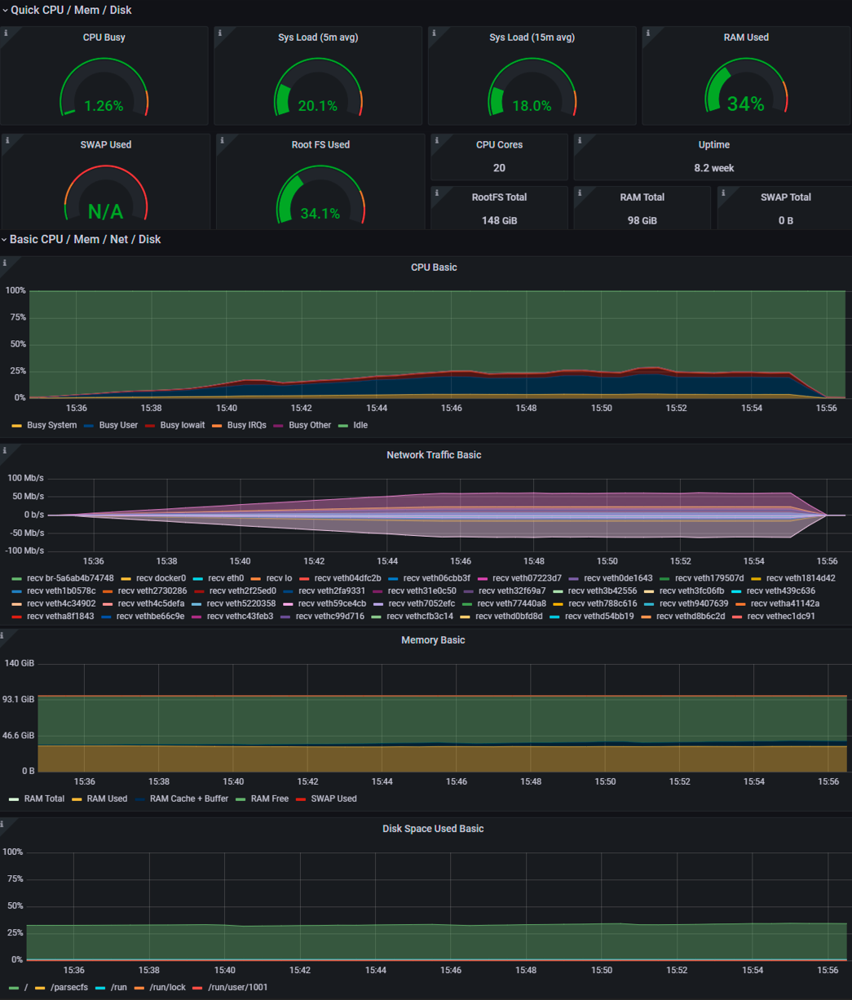 Quick CPU / Mem / Disk
CPU Busy
Sys Load (5m avg)
Sys Load (15m avg)
RAM Used
1.26%
20.1%
18.0%
34%
SWAP Used
Root FS Used
CPU Cores
Uptime
20
8.2 week
N/A
34.1%
RootFS Total
RAM Total
SWAP Total
148 GiB
98 GiB
0 B
Basic CPU / Mem / Net / Disk
CPU Basic
100%
75%
50%
25%
0%
15:36 15:38 15:40 15:42 15:44 15:46 15:48 15:50 15:52 15:54 15:56
Busy System Busy User Busy Iowait Busy IRQs Busy Other Idle
Network Traffic Basic
100 Mb/s
50 Mb/s
0 b/s
-50 Mb/s
-100 Mb/s
15:36 15:38 15:40 15:42 15:44 15:46 15:48 15:50 15:52 15:54 15:56
recv br-5a6ab4b74748 recv docker0 recv eth0 recv lo recv veth04dfc2b recv veth06cbb3f recv veth07223d7 recv veth0de1643 recv veth179507d recv veth1814d42
recv veth1b0578c recv veth2730286 recv veth2f25ed0 recv veth2fa9331 recv veth31e0c50 recv veth32f69a7 recv veth3b42556 recv veth3fc06fb recv veth439c636
recv veth4c34902 recv veth4c5defa recv veth5220358 recv veth59ce4cb recv veth7052efc recv veth77440a8 recv veth788c616 recv veth9407639 recv vetha41142a
recv vetha8f1843 recv vethbe66c9e recv vethc43feb3 recv vethc99d716 recv vethcfb3c14 recv vethd0bfd8d recv vethd54bb19 recv vethd8b6c2d recv vethec1dc91
Memory Basic
140 GiB
93.1 GiB
46.6 GiB
0 B
15:36 15:38 15:40 15:42 15:44 15:46 15:48 15:50 15:52 15:54 15:56
RAM Total RAM Used RAM Cache + Buffer RAM Free SWAP Used
Disk Space Used Basic
100%
75%
50%
25%
0%
15:36 15:38 15:40 15:42 15:44 15:46 15:48 15:50 15:52 15:54 15:56
/ /parsecfs /run /run/lock /run/user/1001